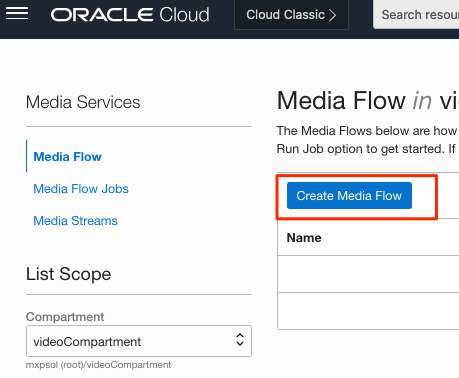 ORACLE Cloud
Cloud Classic >
Search resou
Media Services
Media Flow
Media Flow Jobs
Media Streams
List Scope
Compartment
videoCompartment
mxpsol (root)/videoCompartment
Media Flow in vi
The Media Flows below are how
Run Job option to get started. If
Create Media Flow
Name